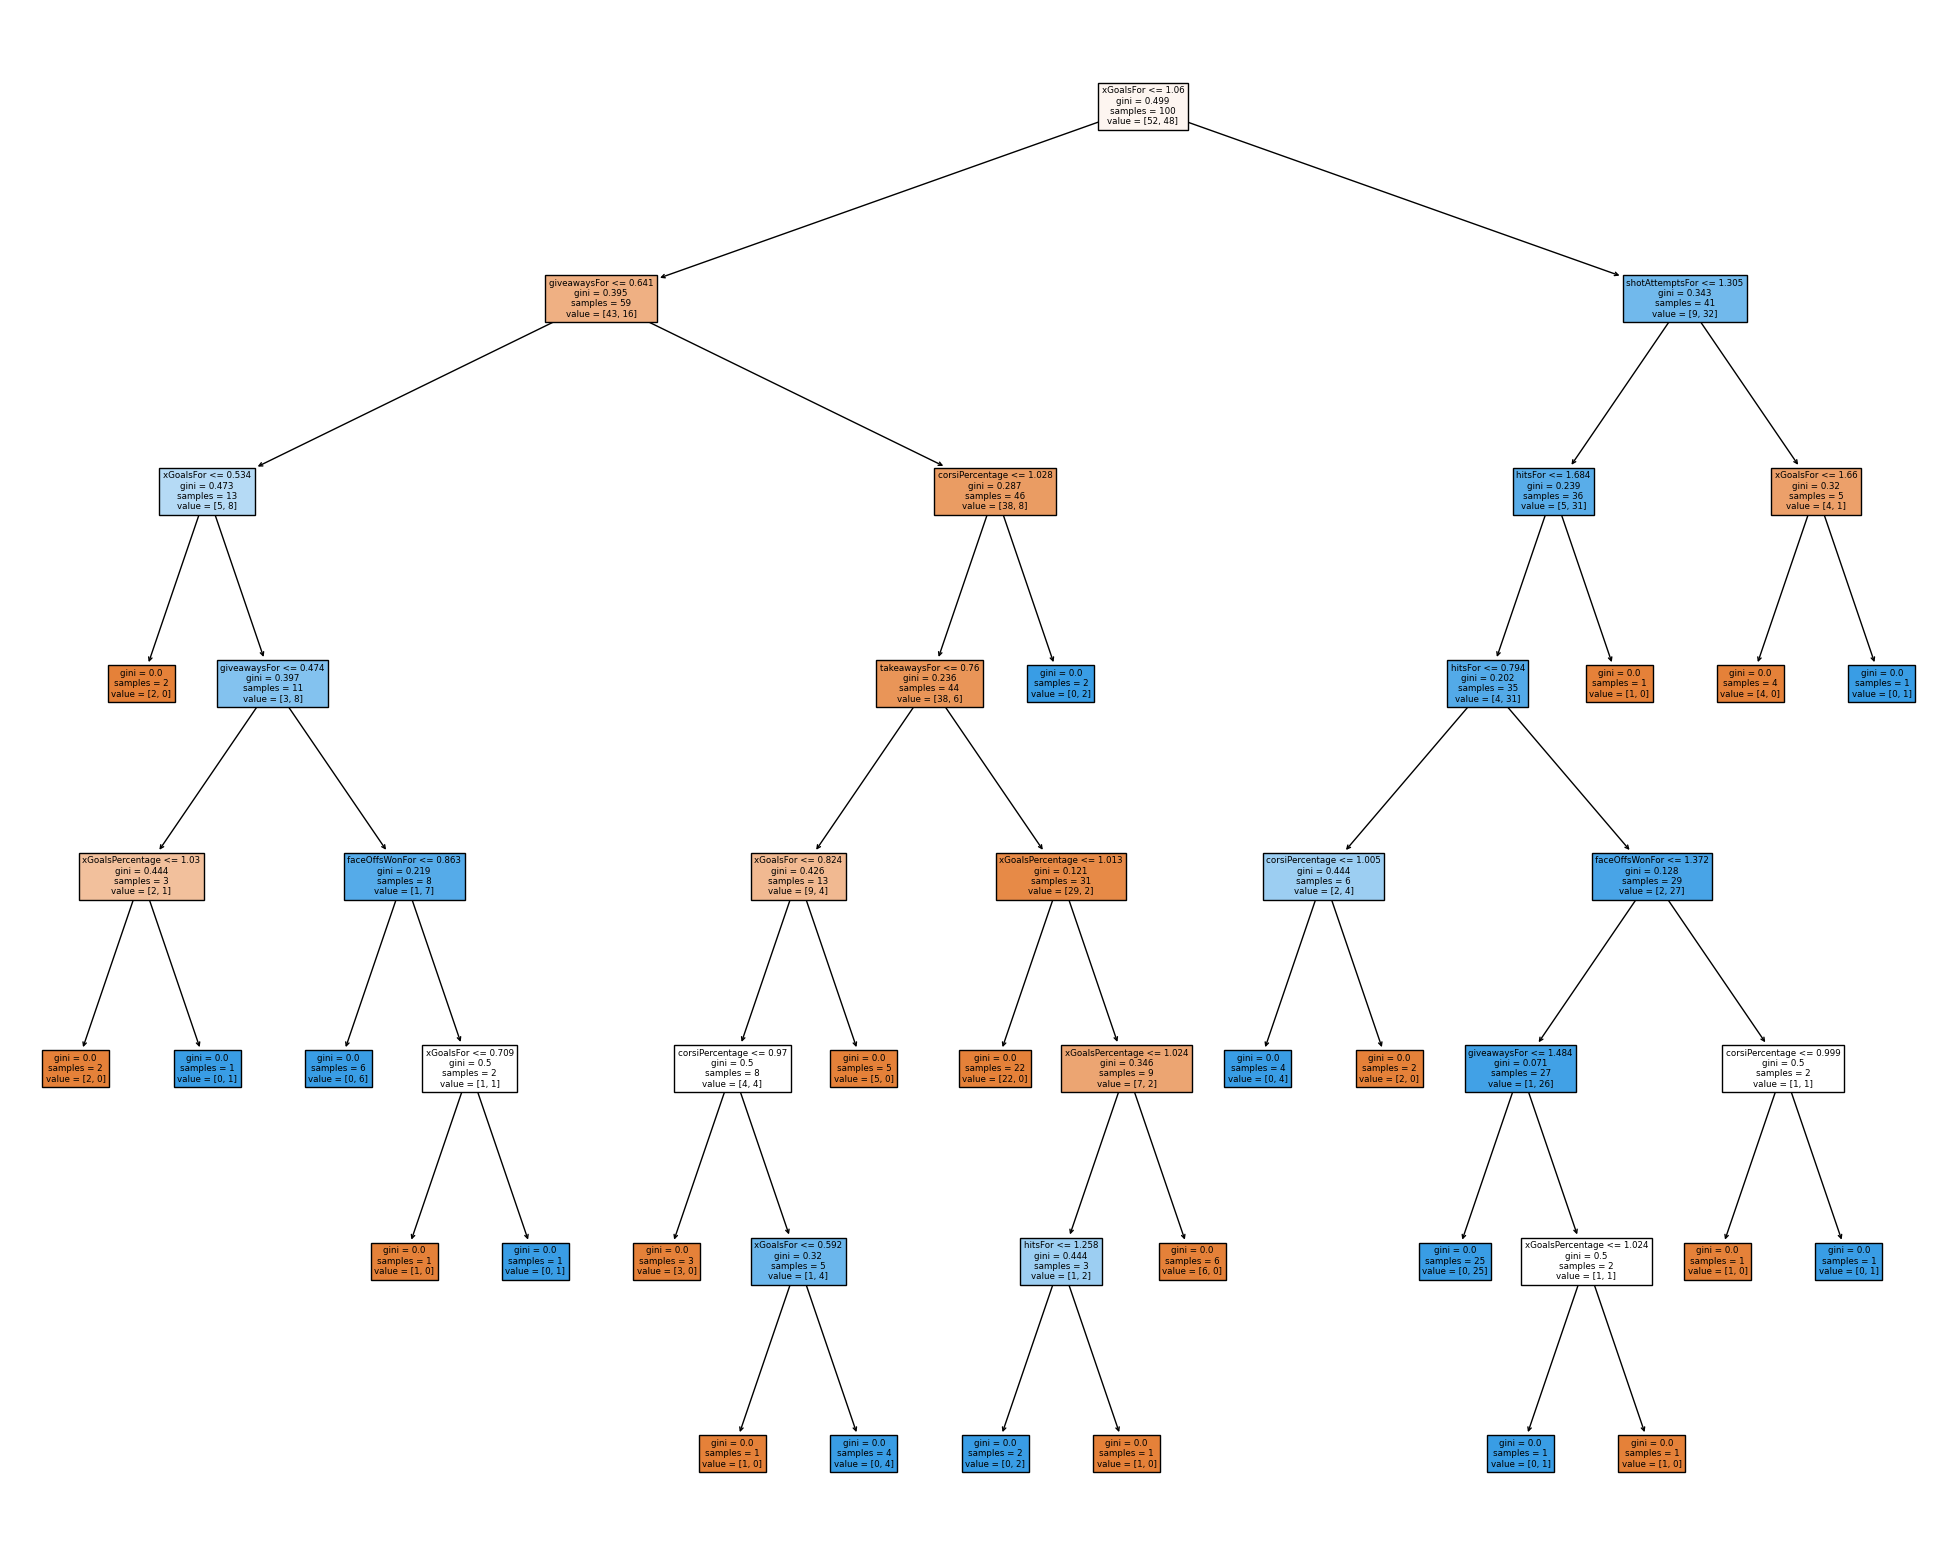 xGoalsFor <= 1.06
gini = 0.499
samples = 100
value = [52, 48]
giveawaysFor <= 0.641
gini = 0.395
samples = 59
value = [43, 16]
shotAttemptsFor <= 1.305
gini = 0.343
samples = 41
value = [9, 32]
xGoalsFor <= 0.534
gini = 0.473
samples = 13
value = [5, 8]
corsiPercentage <= 1.028
gini = 0.287
samples = 46
value = [38, 8]
hitsFor <= 1.684
gini = 0.239
samples = 36
value = [5, 31]
xGoalsFor <= 1.66
gini = 0.32
samples = 5
value = [4, 1]
gini = 0.0
samples = 2
value = [2, 0]
giveawaysFor <= 0.474
gini = 0.397
samples = 11
value = [3, 8]
takeawaysFor <= 0.76
gini = 0.236
samples = 44
value = [38, 6]
gini = 0.0
samples = 2
value = [0, 2]
hitsFor <= 0.794
gini = 0.202
samples = 35
value = [4, 31]
gini = 0.0
samples = 1
value = [1, 0]
gini = 0.0
samples = 4
value = [4, 0]
gini = 0.0
samples = 1
value = [0, 1]
xGoalsPercentage <= 1.03
gini = 0.444
samples = 3
value = [2, 1]
faceOffsWonFor <= 0.863
gini = 0.219
samples = 8
value = [1, 7]
xGoalsFor <= 0.824
gini = 0.426
samples = 13
value = [9, 4]
xGoalsPercentage <= 1.013
gini = 0.121
samples = 31
value = [29, 2]
corsiPercentage <= 1.005
gini = 0.444
samples = 6
value = [2, 4]
faceOffsWonFor <= 1.372
gini = 0.128
samples = 29
value = [2, 27]
gini = 0.0
samples = 2
value = [2, 0]
gini = 0.0
samples = 1
value = [0, 1]
gini = 0.0
samples = 6
value = [0, 6]
xGoalsFor <= 0.709
gini = 0.5
samples = 2
value = [1, 1]
corsiPercentage <= 0.97
gini = 0.5
samples = 8
value = [4, 4]
gini = 0.0
samples = 5
value = [5, 0]
gini = 0.0
samples = 22
value = [22, 0]
xGoalsPercentage <= 1.024
gini = 0.346
samples = 9
value = [7, 2]
gini = 0.0
samples = 4
value = [0, 4]
gini = 0.0
samples = 2
value = [2, 0]
giveawaysFor <= 1.484
gini = 0.071
samples = 27
value = [1, 26]
corsiPercentage <= 0.999
gini = 0.5
samples = 2
value = [1, 1]
gini = 0.0
samples = 1
value = [1, 0]
gini = 0.0
samples = 1
value = [0, 1]
gini = 0.0
samples = 3
value = [3, 0]
xGoalsFor <= 0.592
gini = 0.32
samples = 5
value = [1, 4]
hitsFor <= 1.258
gini = 0.444
samples = 3
value = [1, 2]
gini = 0.0
samples = 6
value = [6, 0]
gini = 0.0
samples = 25
value = [0, 25]
xGoalsPercentage <= 1.024
gini = 0.5
samples = 2
value = [1, 1]
gini = 0.0
samples = 1
value = [1, 0]
gini = 0.0
samples = 1
value = [0, 1]
gini = 0.0
samples = 1
value = [1, 0]
gini = 0.0
samples = 4
value = [0, 4]
gini = 0.0
samples = 2
value = [0, 2]
gini = 0.0
samples = 1
value = [1, 0]
gini = 0.0
samples = 1
value = [0, 1]
gini = 0.0
samples = 1
value = [1, 0]